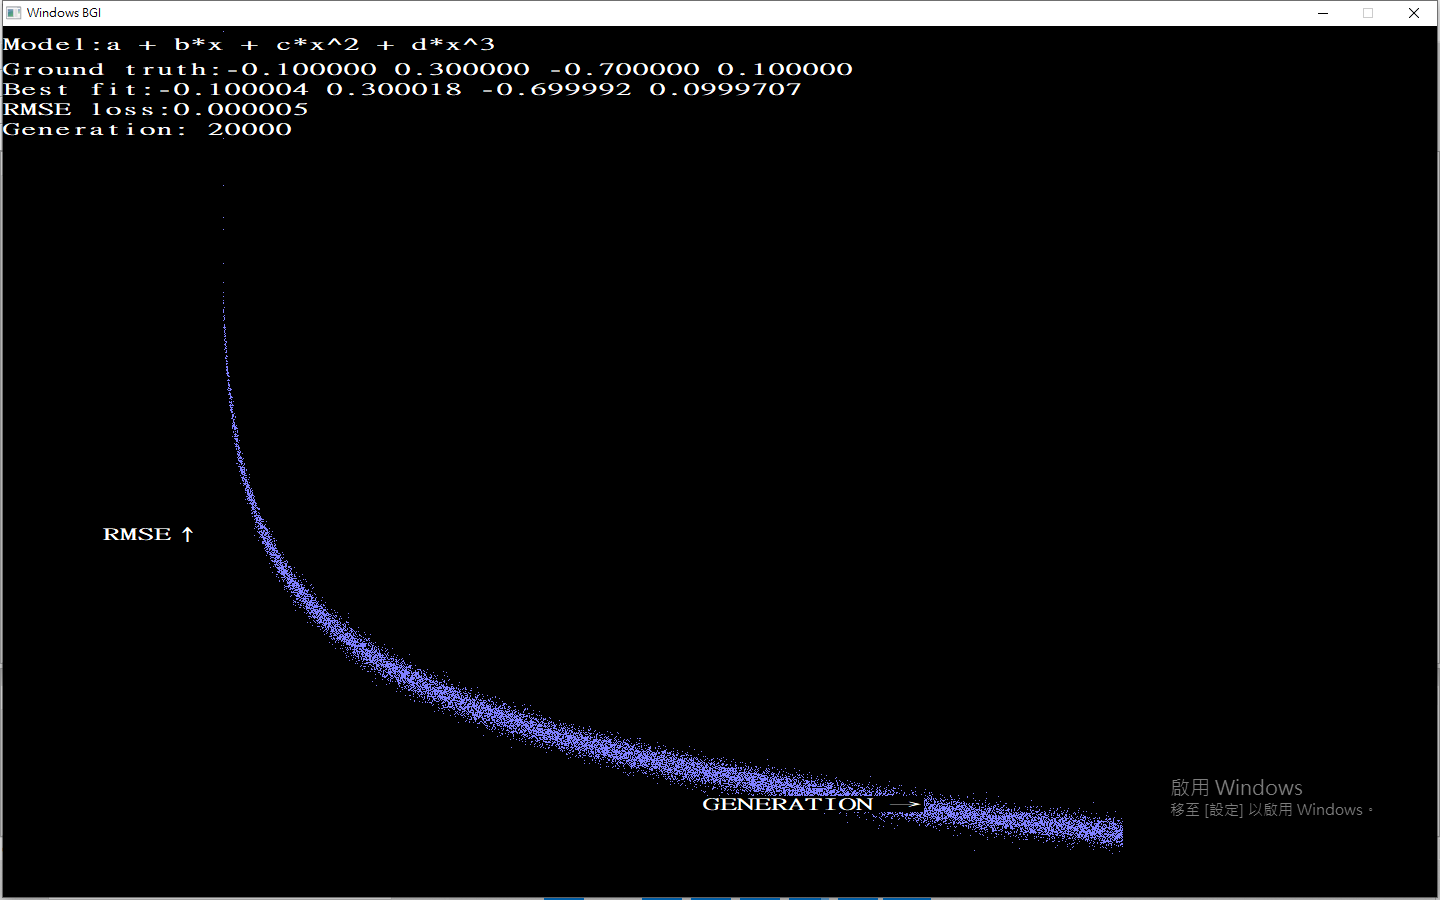 Windows BGI
Model:a + b*x + c*x^2 + d*x^3
Ground truth:-0.100000 0.300000 -0.700000 0.100000
Best fit:-0.100004 0.300018 -0.699992 0.0999707
RMSE loss:0.000005
Generation: 20000
RMSE ↑
GENERATION →
啟用 Windows
移至 [設定] 以啟用 Windows。